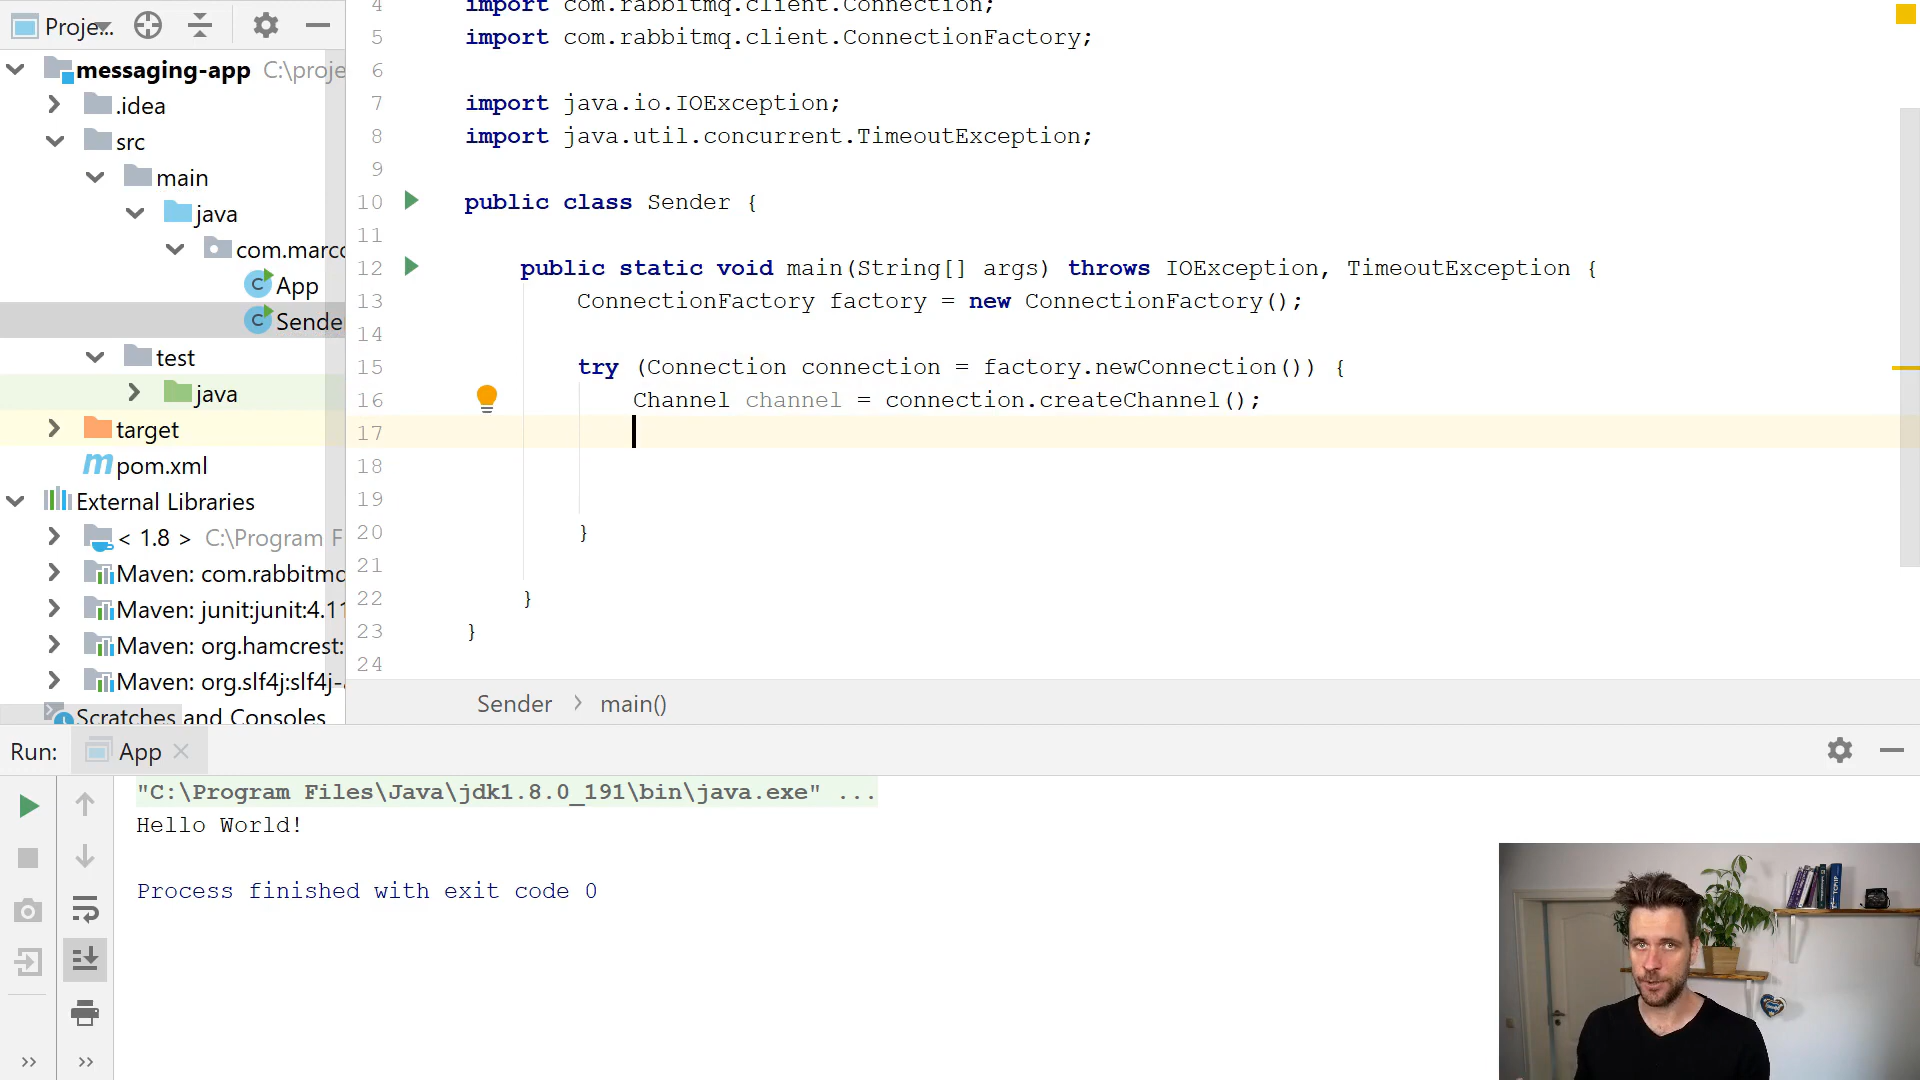 Proje...
messaging-app C:\proje
.idea
src
main
java
com.marco
App
Sende
test
java
target
pom.xml
External Libraries
< 1.8 > C:\Program F
Maven: com.rabbitmq
Maven: junit:junit:4.11
Maven: org.hamcrest:
Maven: org.slf4j:slf4j-
Scratches and Consoles
4 import com.rabbitmq.client.Connection;
5 import com.rabbitmq.client.ConnectionFactory;
6
7 import java.io.IOException;
8 import java.util.concurrent.TimeoutException;
9
10 public class Sender {
11
12 public static void main(String[] args) throws IOException, TimeoutException {
13 ConnectionFactory factory = new ConnectionFactory();
14
15 try (Connection connection = factory.newConnection()) {
16 Channel channel = connection.createChannel();
17
18
19
20 }
21
22 }
23 }
24
Sender > main()
Run: App
"C:\Program Files\Java\jdk1.8.0_191\bin\java.exe" ...
Hello World!
Process finished with exit code 0